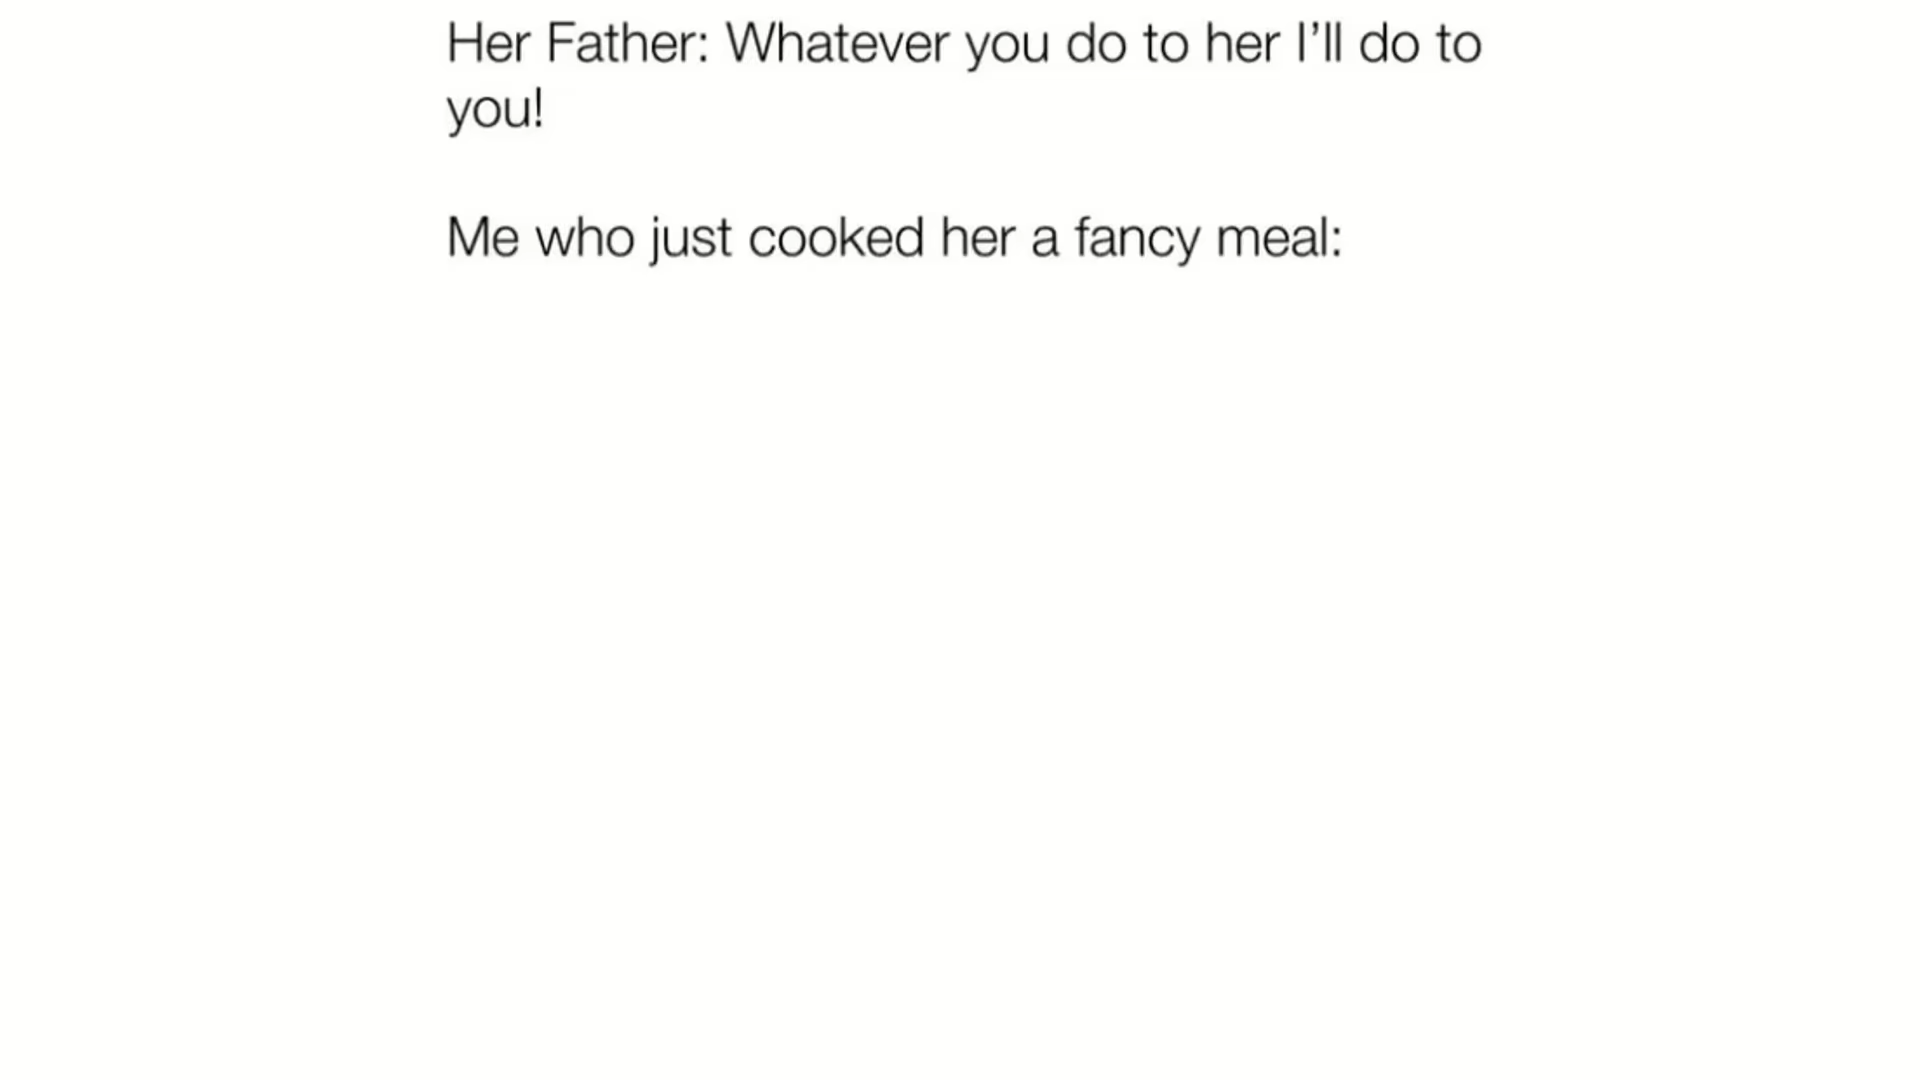 Her Father: Whatever you do to her I’ll do to
you!
Me who just cooked her a fancy meal: